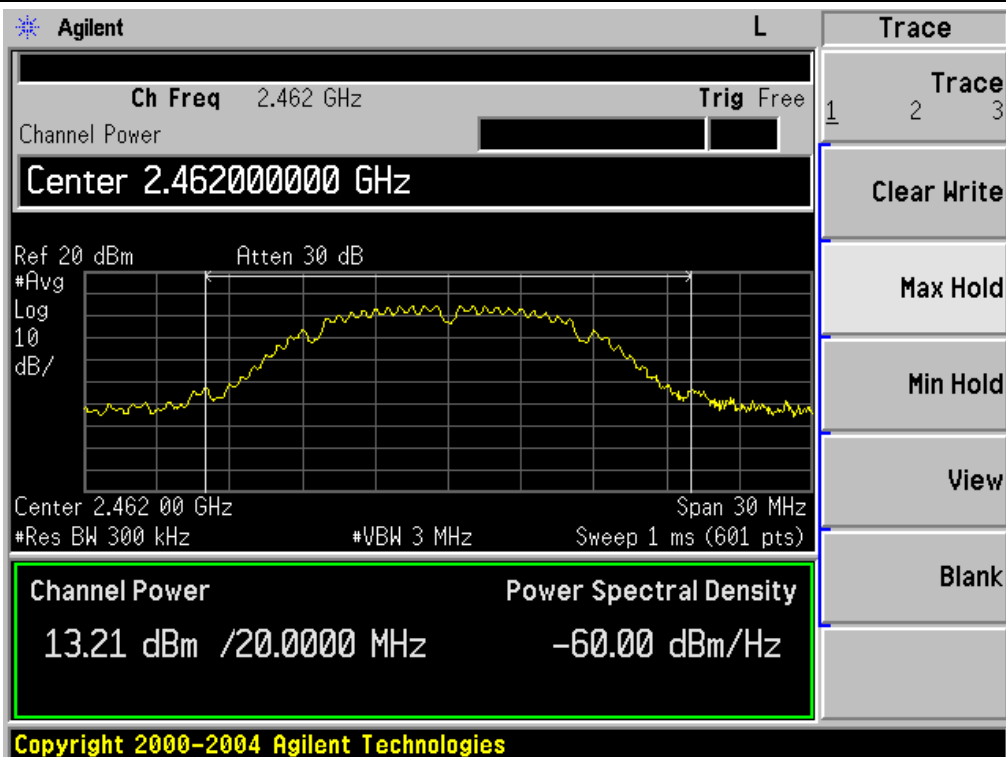 Agilent L
Ch Freq 2.462 GHz Trig Free
Channel Power
Center 2.462000000 GHz
Ref 20 dBm Atten 30 dB
#Avg
Log
10
dB/
Center 2.462 00 GHz Span 30 MHz
#Res BW 300 kHz #VBW 3 MHz Sweep 1 ms (601 pts)
Channel Power Power Spectral Density
13.21 dBm /20.0000 MHz -60.00 dBm/Hz
Copyright 2000-2004 Agilent Technologies
Trace
Trace
1 2 3
Clear Write
Max Hold
Min Hold
View
Blank